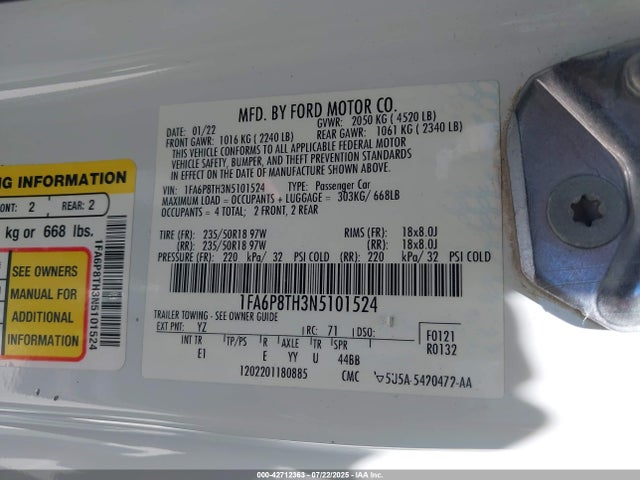 MFD. BY FORD MOTOR CO.
DATE: 01/22 GVWR: 2050 KG ( 4520 LB)
FRONT GAWR: 1016 KG ( 2240 LB) REAR GAWR: 1061 KG ( 2340 LB)
THIS VEHICLE CONFORMS TO ALL APPLICABLE FEDERAL MOTOR
VEHICLE SAFETY, BUMPER, AND THEFT PREVENTION STANDARDS
IN EFFECT ON THE DATE OF MANUFACTURE SHOWN ABOVE.
VIN: 1FA6P8TH3N5101524 TYPE: Passenger Car
MAXIMUM LOAD = OCCUPANTS + LUGGAGE = 303KG/ 668LB
OCCUPANTS = 4 TOTAL; 2 FRONT, 2 REAR
TIRE (FR): 235/50R18 97W RIMS (FR): 18x8.0J
(RR): 235/50R18 97W (RR): 18x8.0J
PRESSURE (FR): 220 kPa/ 32 PSI COLD (RR): 220 kPa/ 32 PSI COLD
1FA6P8TH3N5101524
TRAILER TOWING - SEE OWNER GUIDE
EXT PNT: YZ RC: 71 DSO: F0121
INT TR TP/PS R AXLE TR SPR R0132
E1 E YY U 44BB
1202201180885 CMC 5U5A-5420472-AA
NG INFORMATION
ONT: 2 REAR: 2
kg or 668 lbs.
SEE OWNERS
MANUAL FOR
ADDITIONAL
INFORMATION
1FA6P8TH3N5101524
000-42712363 - 07/22/2025 - IAA Inc.